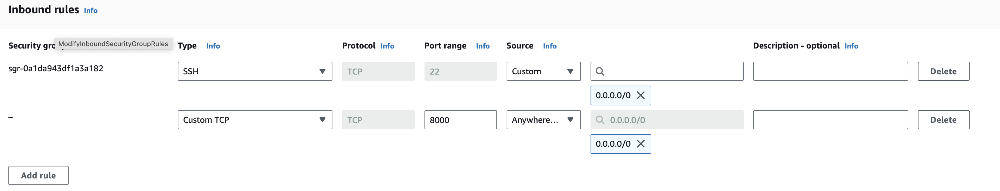 Inbound rules Info
ModifyInboundSecurityGroupRules
Security gro Type Info Protocol Info Port range Info Source Info Description - optional Info
sgr-0a1da943df1a3a182 SSH TCP 22 Custom Delete
0.0.0.0/0
– Custom TCP TCP 8000 Anywhere... 0.0.0.0/0 Delete
0.0.0.0/0
Add rule